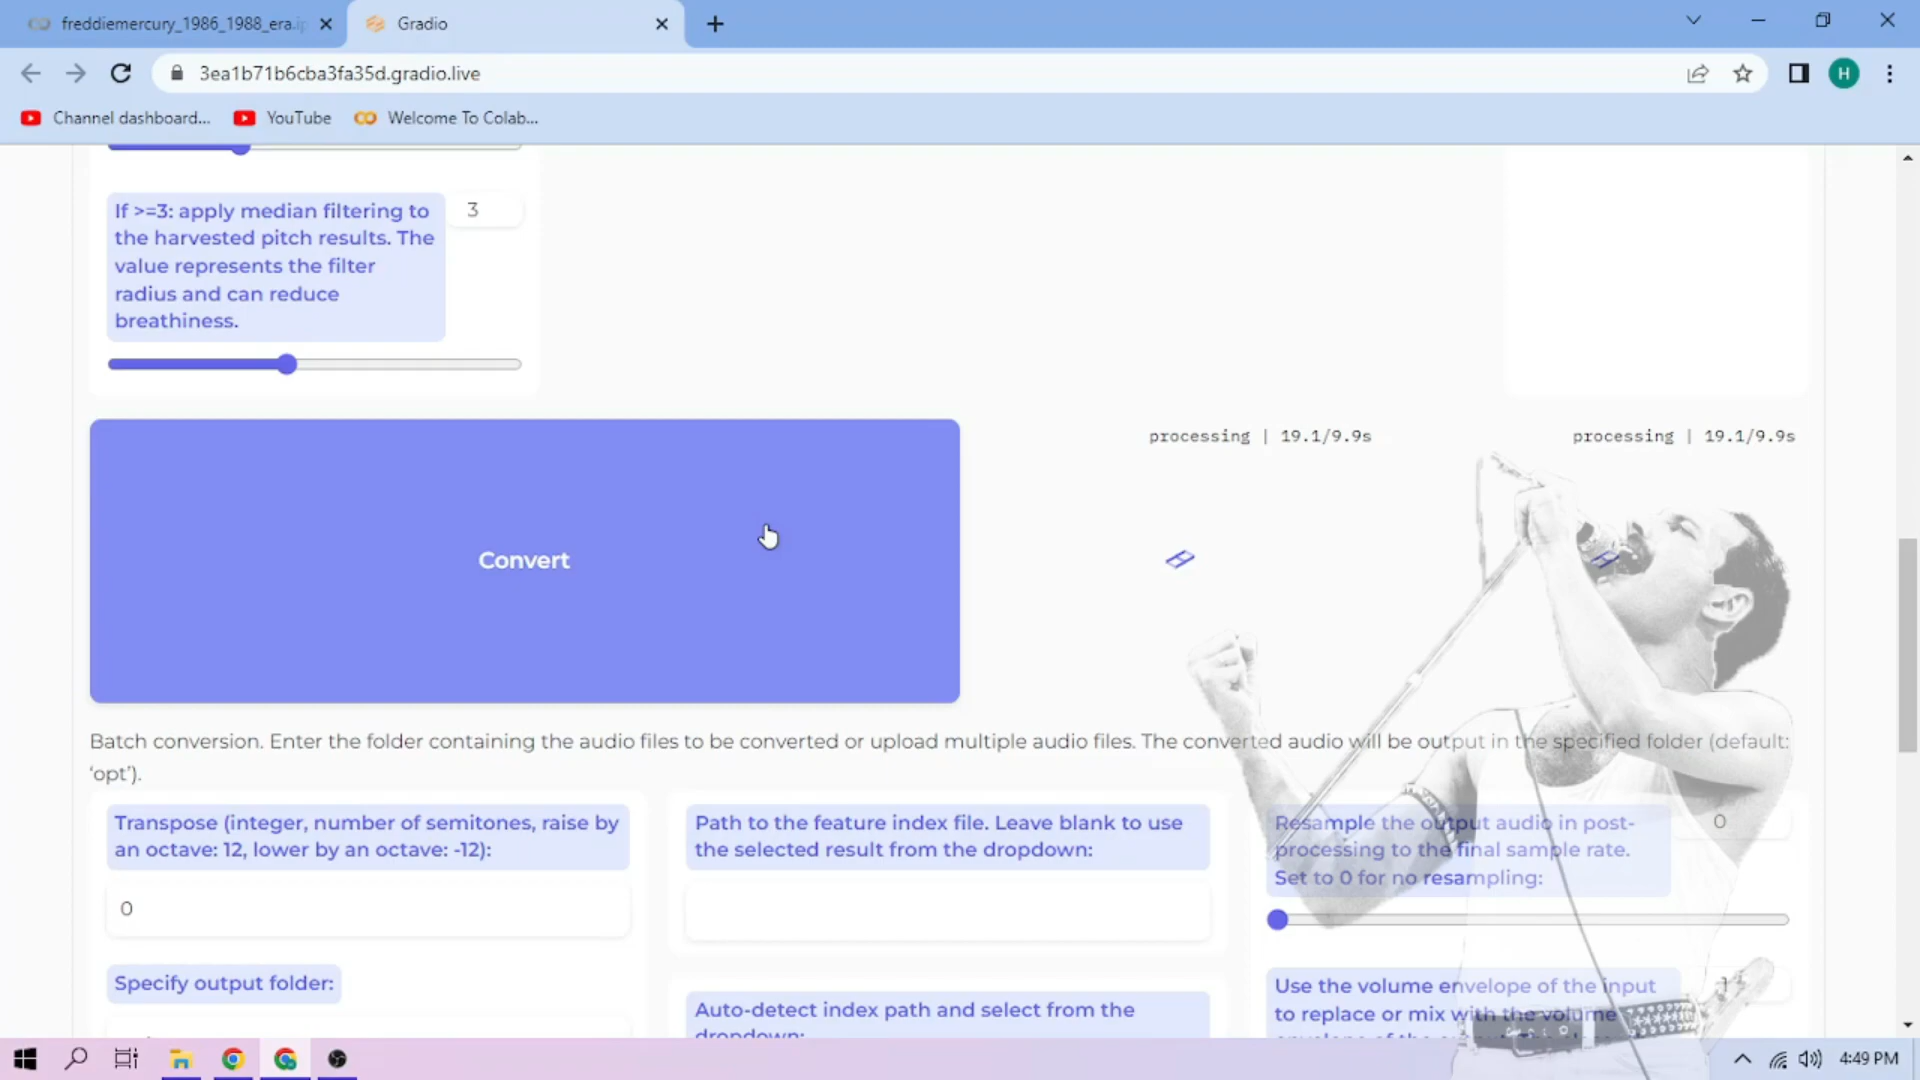 freddiemercury_1986_1988_era.ip
Gradio
3ea1b71b6cba3fa35d.gradio.live
H
Channel dashboard...
YouTube
Welcome To Colab...
If >=3: apply median filtering to
the harvested pitch results. The
value represents the filter
radius and can reduce
breathiness.
3
processing | 19.1/9.9s
processing | 19.1/9.9s
Convert
Batch conversion. Enter the folder containing the audio files to be converted or upload multiple audio files. The converted audio will be output in the specified folder (default:
‘opt’).
Transpose (integer, number of semitones, raise by
an octave: 12, lower by an octave: -12):
0
Path to the feature index file. Leave blank to use
the selected result from the dropdown:
Resample the output audio in post-
processing to the final sample rate.
Set to 0 for no resampling:
0
Specify output folder:
Auto-detect index path and select from the
dropdown:
Use the volume envelope of the input
to replace or mix with the volume
1
4:49 PM